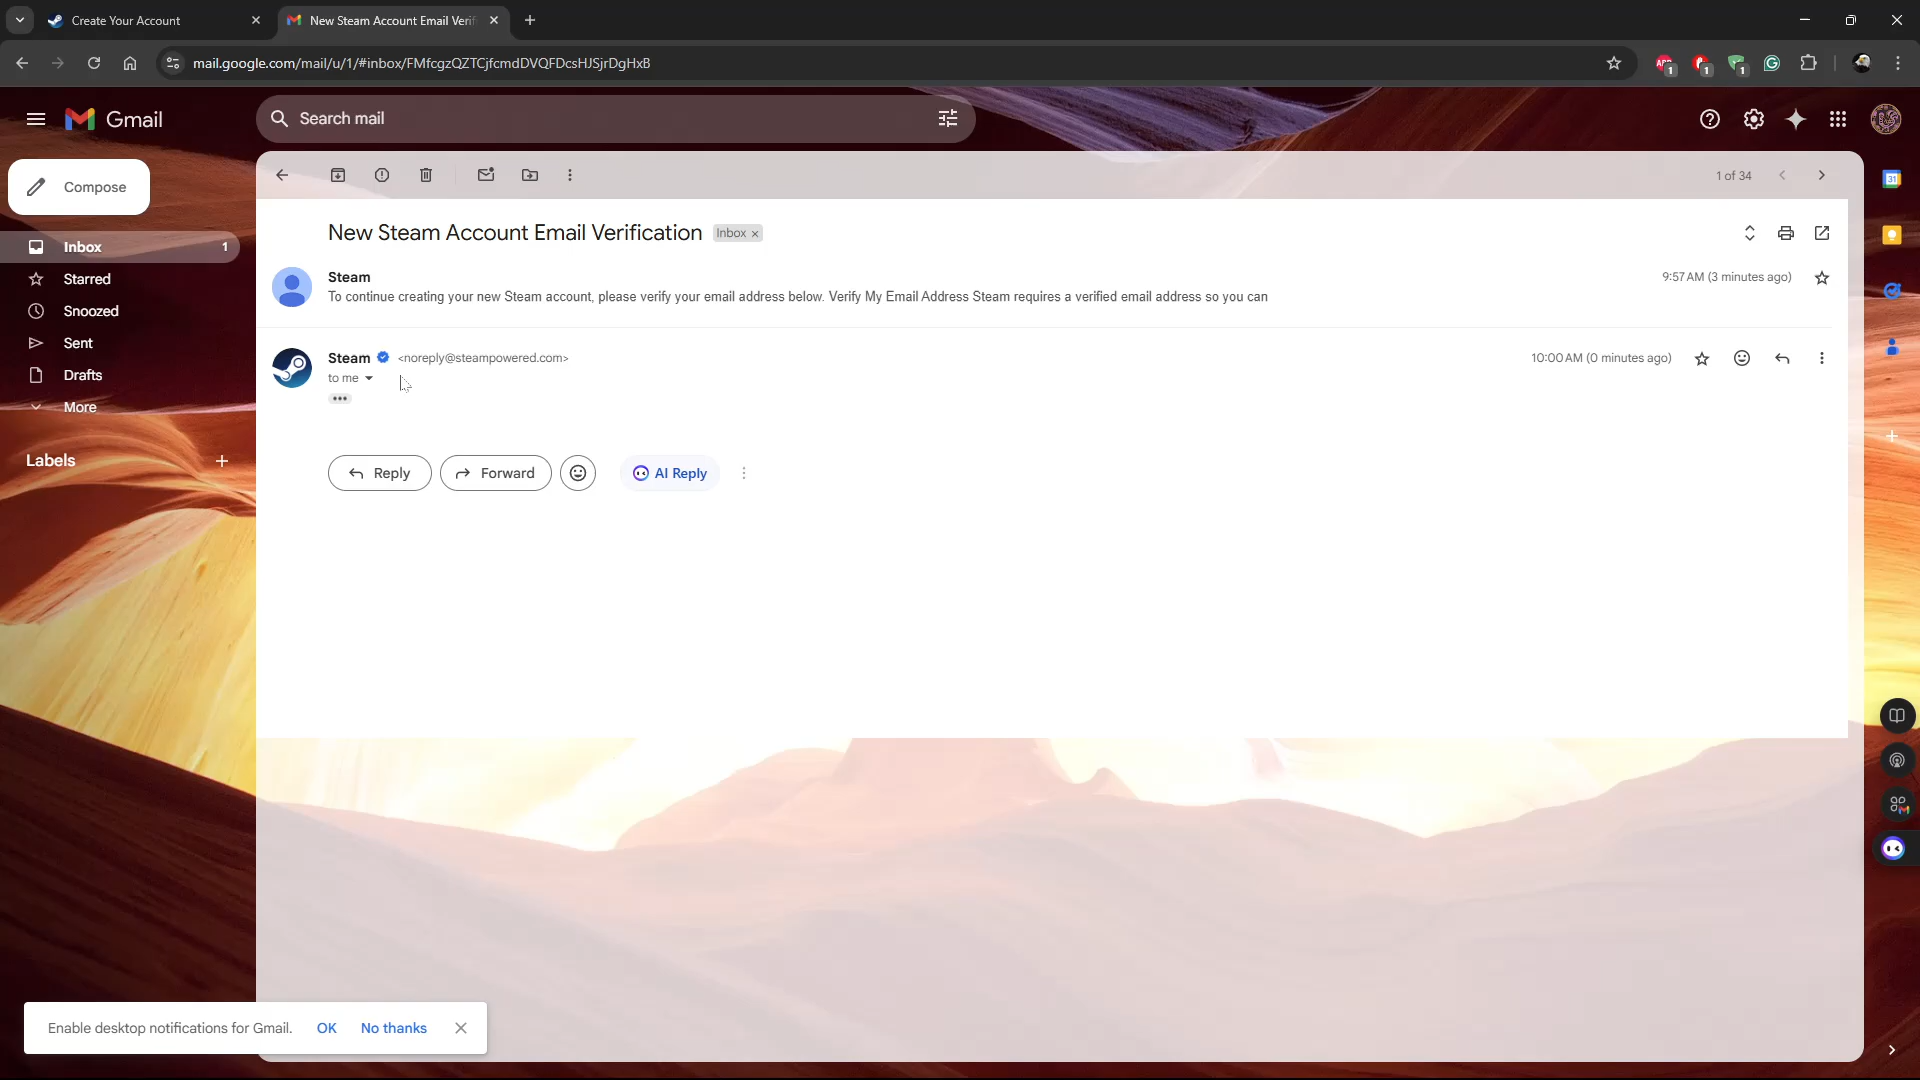 Create Your Account
New Steam Account Email Verif
mail.google.com/mail/u/1/#inbox/FMfcgzQZTCjfcmdDVQFDcsHJSjrDgHxB
1
1
1
Gmail
Search mail
Compose
1 of 34
31
Inbox 1
Starred
Snoozed
Sent
Drafts
More
Labels
New Steam Account Email Verification Inbox x
Steam
9:57 AM (3 minutes ago)
To continue creating your new Steam account, please verify your email address below. Verify My Email Address Steam requires a verified email address so you can
Steam <noreply@steampowered.com>
10:00 AM (0 minutes ago)
to me
Reply
Forward
AI Reply
Enable desktop notifications for Gmail. OK No thanks